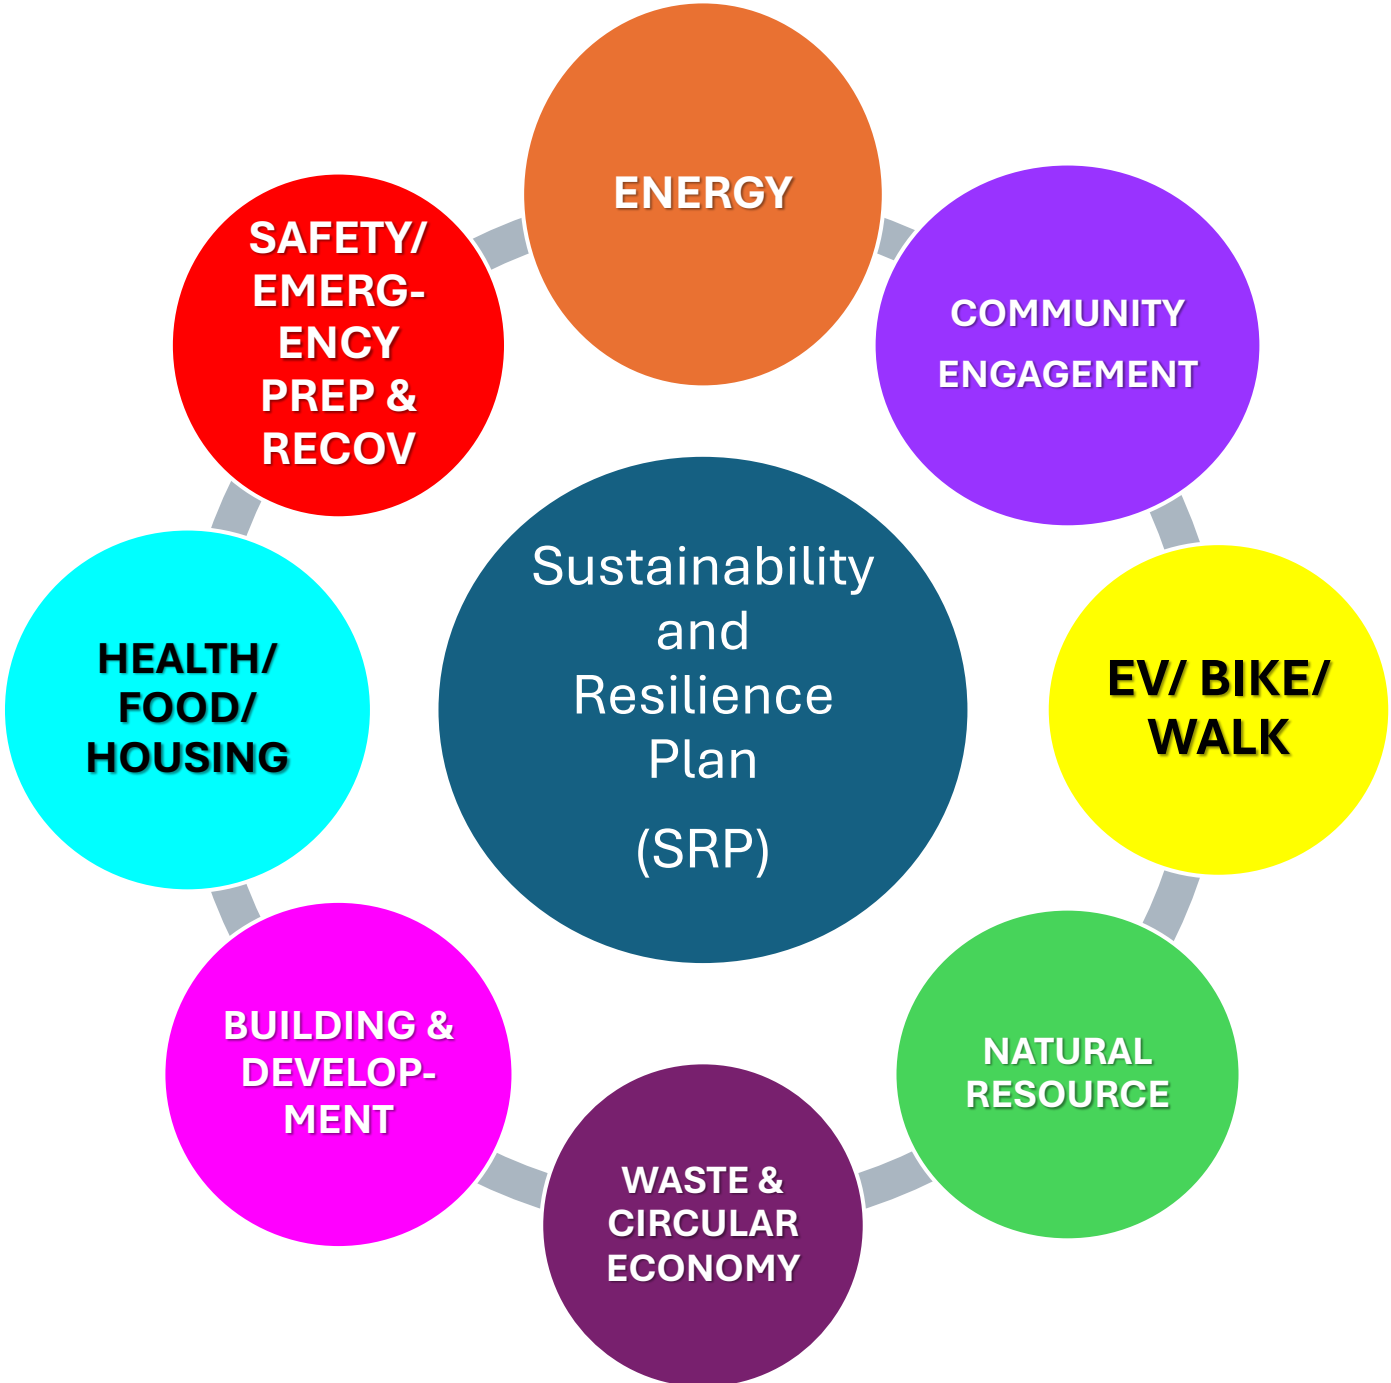 ENERGY
COMMUNITY
ENGAGEMENT
EV/ BIKE/
WALK
NATURAL
RESOURCE
WASTE &
CIRCULAR
ECONOMY
BUILDING &
DEVELOP-
MENT
HEALTH/
FOOD/
HOUSING
SAFETY/
EMERG-
ENCY
PREP &
RECOV
Sustainability
and
Resilience
Plan
(SRP)